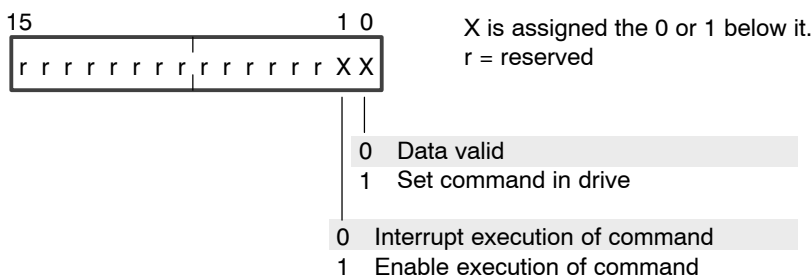 15 1 0
X is assigned the 0 or 1 below it.
r r r r r r r r r r r r r r X X
r = reserved
0 Data valid
1 Set command in drive
0 Interrupt execution of command
1 Enable execution of command